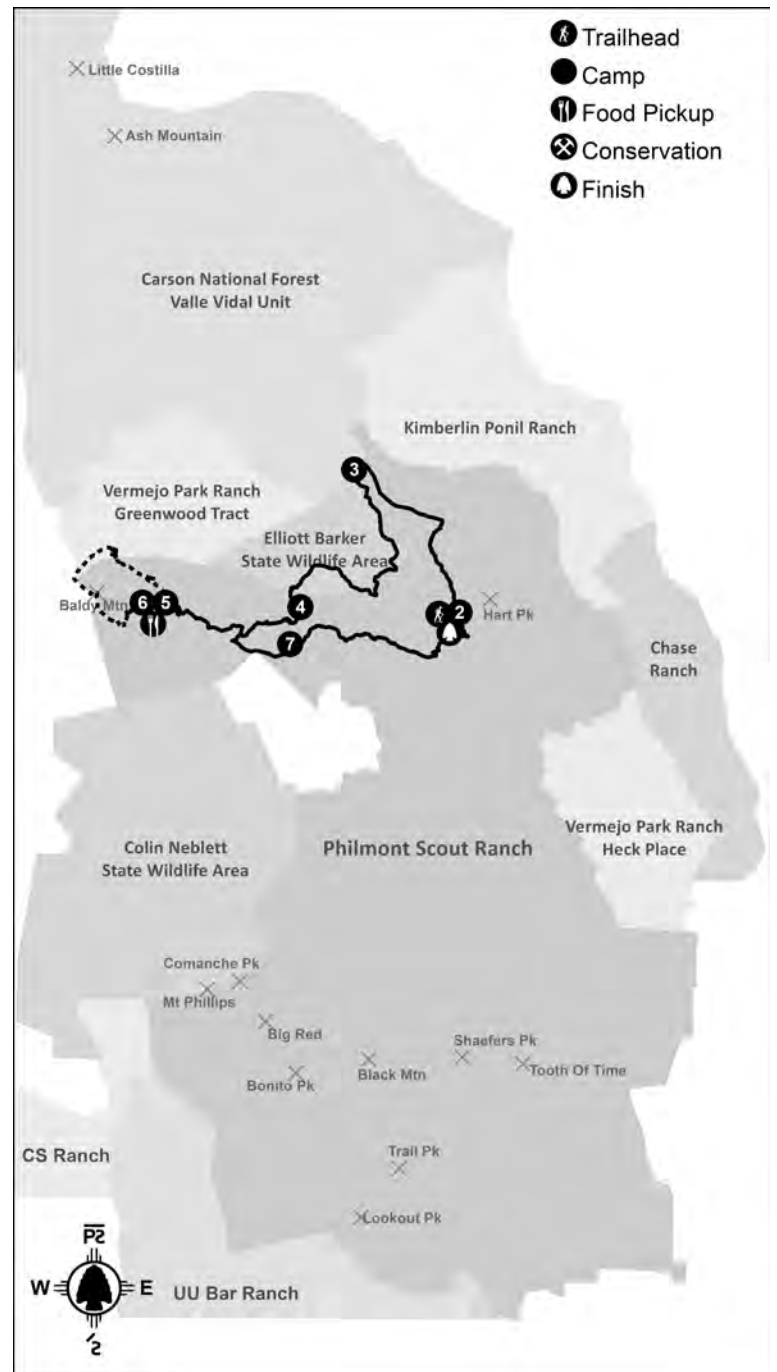 Trailhead
Camp
Food Pickup
Conservation
Finish
Little Costilla
Ash Mountain
Carson National Forest
Valle Vidal Unit
Kimberlin Ponil Ranch
3
Vermejo Park Ranch
Greenwood Tract
Elliott Barker
State Wildlife Area
Baldy Mtn
6
5
4
2
Hart Pk
7
Chase
Ranch
Colin Neblett
State Wildlife Area
Philmont Scout Ranch
Vermejo Park Ranch
Heck Place
Comanche Pk
Mt Phillips
Big Red
Bonito Pk
Black Mtn
Shaefers Pk
Tooth Of Time
CS Ranch
Trail Pk
Lookout Pk
W
E
UU Bar Ranch